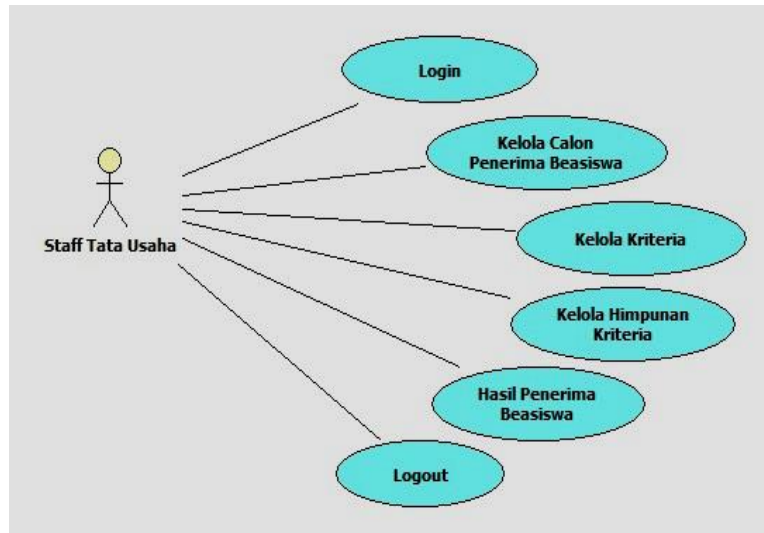 Login
Kelola Calon
Penerima Beasiswa
Staff Tata Usaha
Kelola Kriteria
Kelola Himpunan
Kriteria
Hasil Penerima
Beasiswa
Logout